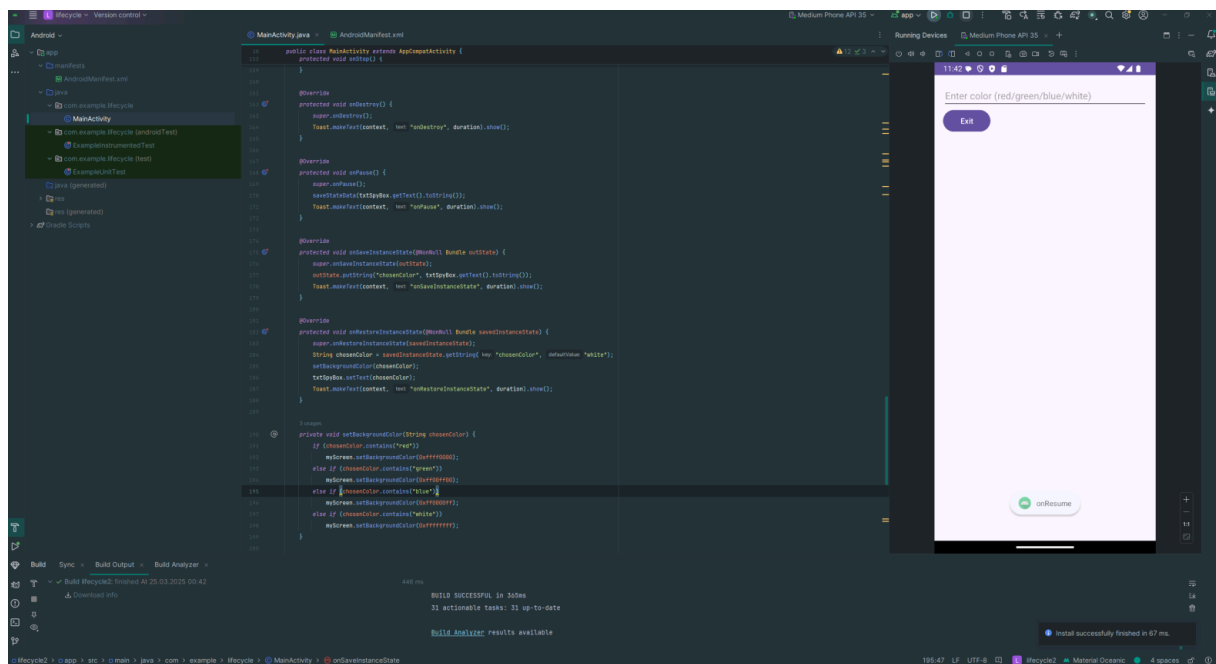 lifecycle
Version control
Medium Phone API 35
app
Android
MainActivity.java
AndroidManifest.xml
Running Devices
Medium Phone API 35
app
manifests
AndroidManifest.xml
java
com.example.lifecycle
MainActivity
com.example.lifecycle (androidTest)
ExampleInstrumentedTest
com.example.lifecycle (test)
ExampleUnitTest
java (generated)
res
res (generated)
Gradle Scripts
public class MainActivity extends AppCompatActivity {
protected void onStop() {
}
12 3
@Override
protected void onDestroy() {
super.onDestroy();
Toast.makeText(context, text: "onDestroy", duration).show();
}
@Override
protected void onPause() {
super.onPause();
saveStateData(txtSpyBox.getText().toString());
Toast.makeText(context, text: "onPause", duration).show();
}
@Override
protected void onSaveInstanceState(@NonNull Bundle outState) {
super.onSaveInstanceState(outState);
outState.putString("chosenColor", txtSpyBox.getText().toString());
Toast.makeText(context, text: "onSaveInstanceState", duration).show();
}
@Override
protected void onRestoreInstanceState(@NonNull Bundle savedInstanceState) {
super.onRestoreInstanceState(savedInstanceState);
String chosenColor = savedInstanceState.getString( key: "chosenColor", defaultValue: "white");
setBackgroundColor(chosenColor);
txtSpyBox.setText(chosenColor);
Toast.makeText(context, text: "onRestoreInstanceState", duration).show();
}
3 usages
private void setBackgroundColor(String chosenColor) {
if (chosenColor.contains("red"))
myScreen.setBackgroundColor(0xffff0000);
else if (chosenColor.contains("green"))
myScreen.setBackgroundColor(0xff00ff00);
195 else if (chosenColor.contains("blue"))
myScreen.setBackgroundColor(0xff0000ff);
else if (chosenColor.contains("white"))
myScreen.setBackgroundColor(0xffffffff);
}
11:42
Enter color (red/green/blue/white)
Exit
onResume
1:1
Build
Sync
Build Output
Build Analyzer
Build lifecycle2: finished At 25.03.2025 00:42
446 ms
Download info
BUILD SUCCESSFUL in 365ms
31 actionable tasks: 31 up-to-date
Build Analyzer results available
Install successfully finished in 67 ms.
lifecycle2 > app > src > main > java > com > example > lifecycle > MainActivity > onSaveInstanceState
195:47 LF UTF-8 lifecycle2 Material Oceanic 4 spaces